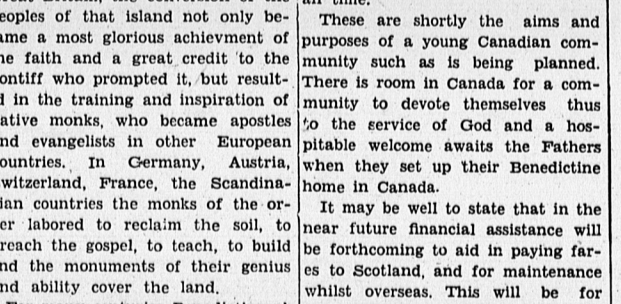 eoples of that island not only be-
ame a most glorious achievment of
he faith and a great credit to the
ontiff who prompted it, but result-
d in the training and inspiration of
ative monks, who became apostles
nd evangelists in other European
ountries. In Germany, Austria,
witzerland, France, the Scandina-
ian countries the monks of the or-
er labored to reclaim the soil, to
reach the gospel, to teach, to build
nd the monuments of their genius
nd ability cover the land.
These are shortly the aims and
purposes of a young Canadian com-
munity such as is being planned.
There is room in Canada for a com-
munity to devote themselves thus
to the service of God and a hos-
pitable welcome awaits the Fathers
when they set up their Benedictine
home in Canada.
It may be well to state that in the
near future financial assistance will
be forthcoming to aid in paying far-
es to Scotland, and for maintenance
whilst overseas. This will be for